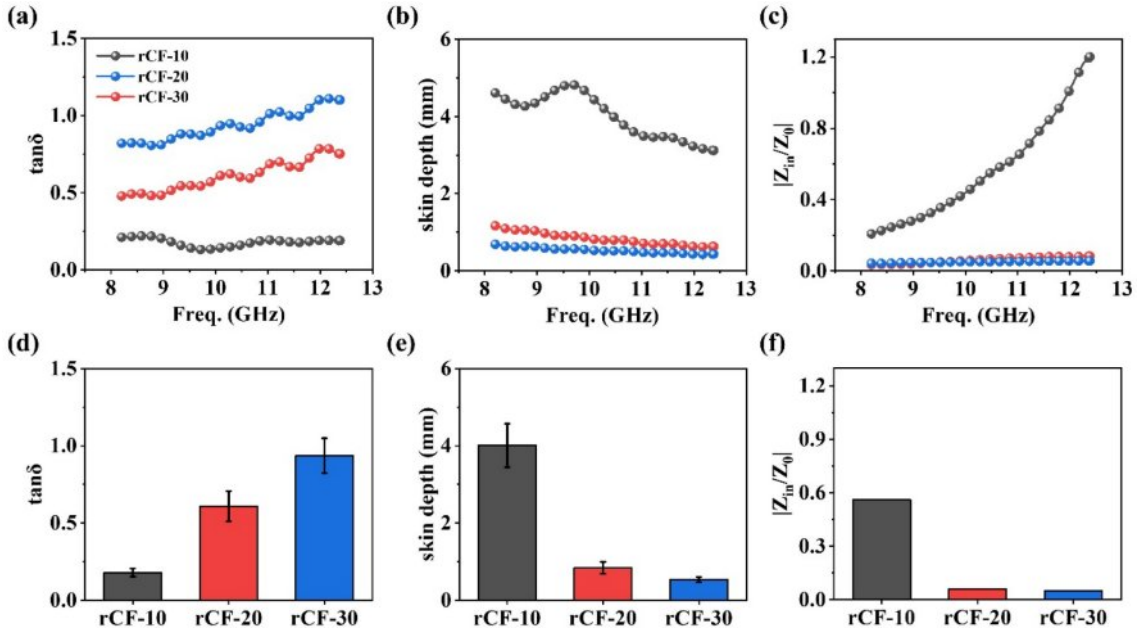 (a)
1.5
1.0
0.5
0.0
tanδ
rCF-10
rCF-20
rCF-30
8 9 10 11 12 13
Freq. (GHz)
(b)
6
4
2
0
skin depth (mm)
8 9 10 11 12 13
Freq. (GHz)
(c)
1.2
0.8
0.4
0.0
|Z_in/Z_0|
8 9 10 11 12 13
Freq. (GHz)
(d)
1.5
1.0
0.5
0.0
tanδ
rCF-10 rCF-20 rCF-30
(e)
6
4
2
0
skin depth (mm)
rCF-10 rCF-20 rCF-30
(f)
1.2
0.9
0.6
0.3
0.0
|Z_in/Z_0|
rCF-10 rCF-20 rCF-30